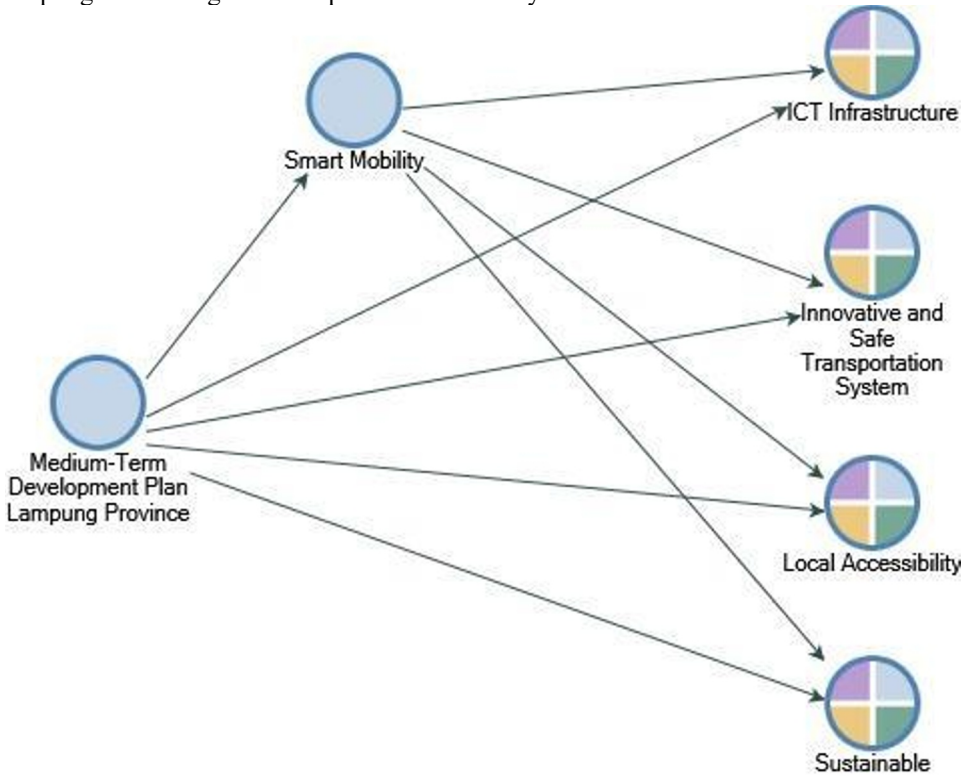 ICT Infrastructure
Smart Mobility
Innovative and
Safe
Transportation
System
Medium-Term
Development Plan
Lampung Province
Local Accessibility
Sustainable